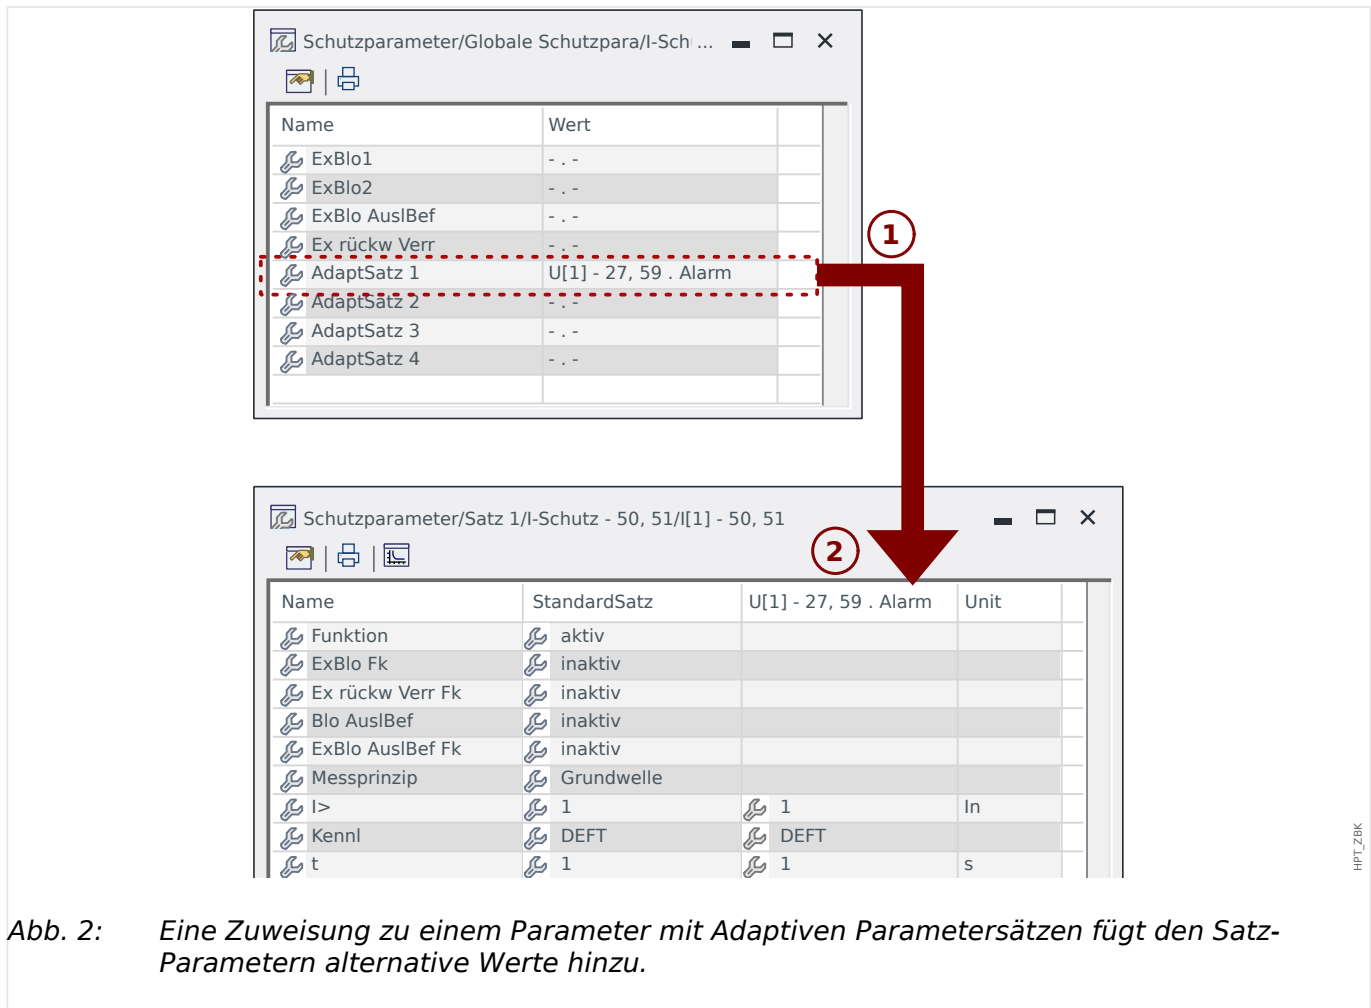 Schutzparameter/Globale Schutzpara/I-Sch ...
Name Wert
ExBlo1 - . -
ExBlo2 - . -
ExBlo AuslBef - . -
Ex rückw Verr - . -
AdaptSatz 1 U[1] - 27, 59 . Alarm
AdaptSatz 2 - . -
AdaptSatz 3 - . -
AdaptSatz 4 - . -
1
Schutzparameter/Satz 1/I-Schutz - 50, 51/I[1] - 50, 51
2
Name StandardSatz U[1] - 27, 59 . Alarm Unit
Funktion aktiv
ExBlo Fk inaktiv
Ex rückw Verr Fk inaktiv
Blo AuslBef inaktiv
ExBlo AuslBef Fk inaktiv
Messprinzip Grundwelle
I> 1 1 In
Kennl DEFT DEFT
t 1 1 s
HPT_ZBK
Abb. 2: Eine Zuweisung zu einem Parameter mit Adaptiven Parametersätzen fügt den Satz-
Parametern alternative Werte hinzu.